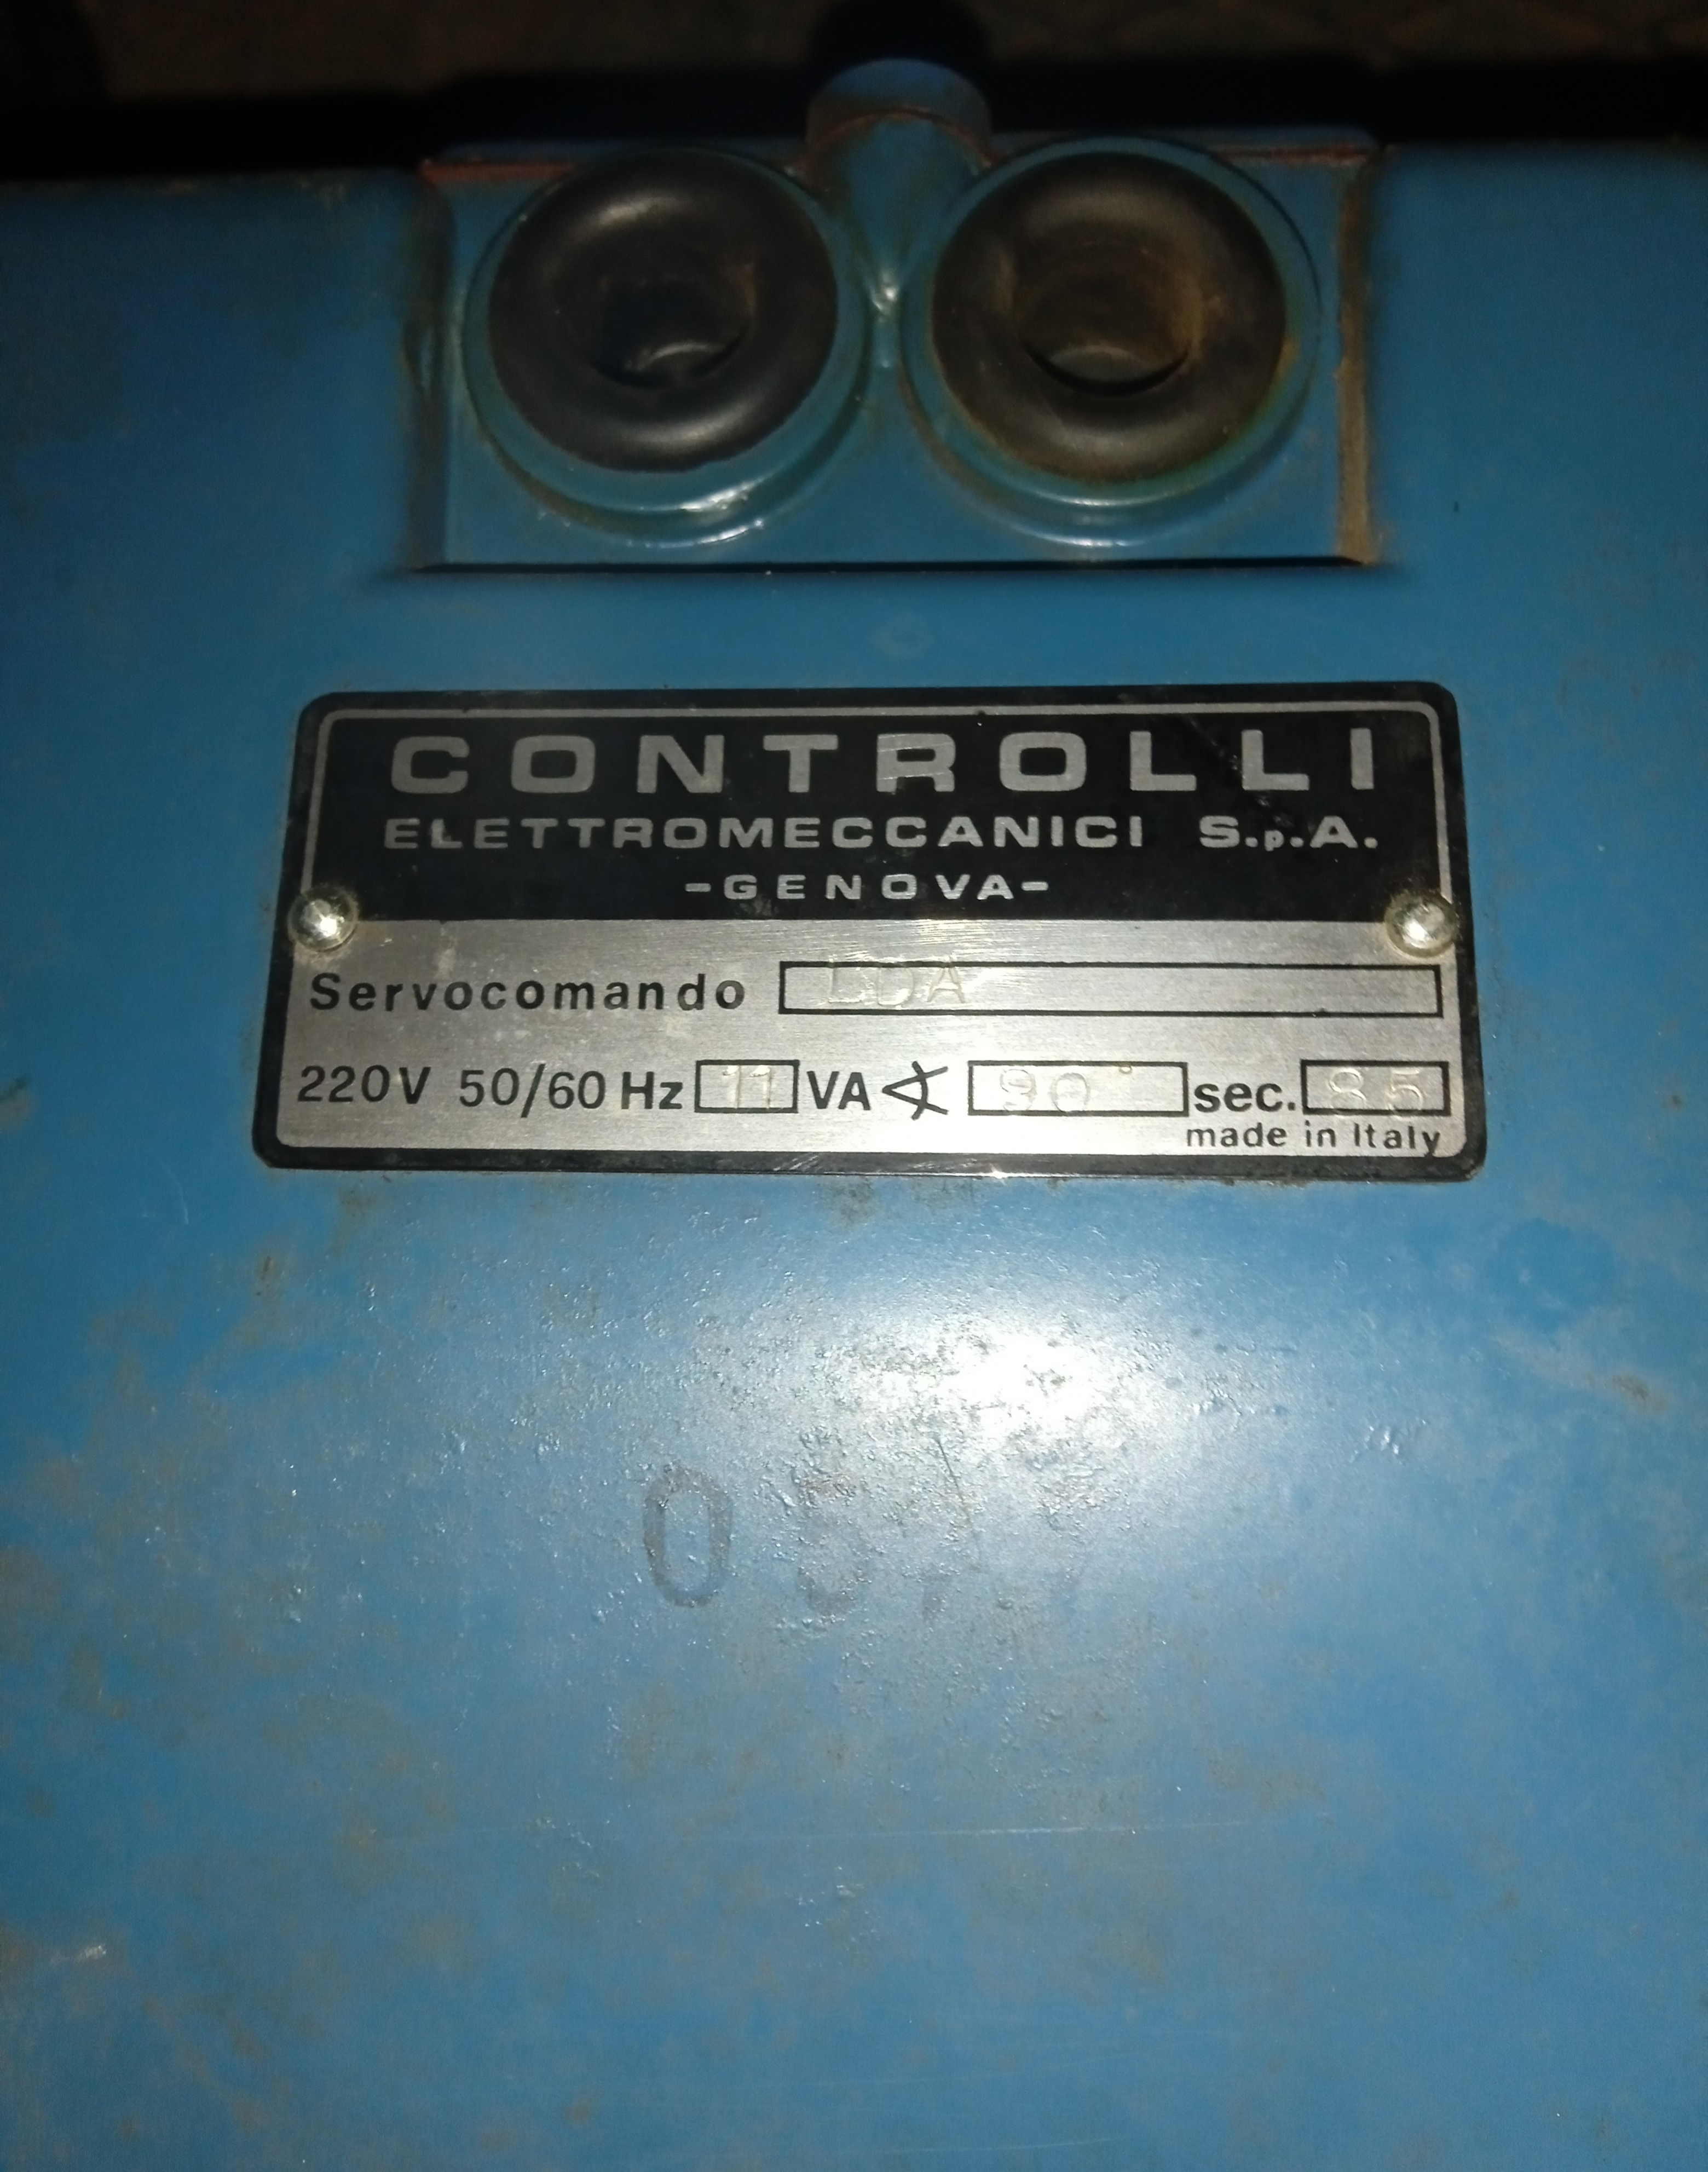 CONTROLLI
ELETTROMECCANICI S.p.A.
-GENOVA-
Servocomando LDA
220V 50/60 Hz 11 VA ∢ 90° sec. 85
made in Italy